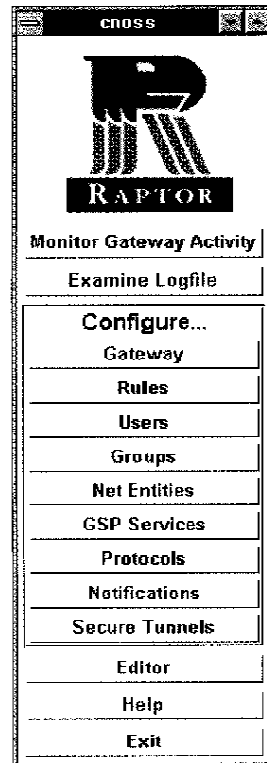 cnoss
RAPTOR
Monitor Gateway Activity
Examine Logfile
Configure...
Gateway
Rules
Users
Groups
Net Entities
GSP Services
Protocols
Notifications
Secure Tunnels
Editor
Help
Exit